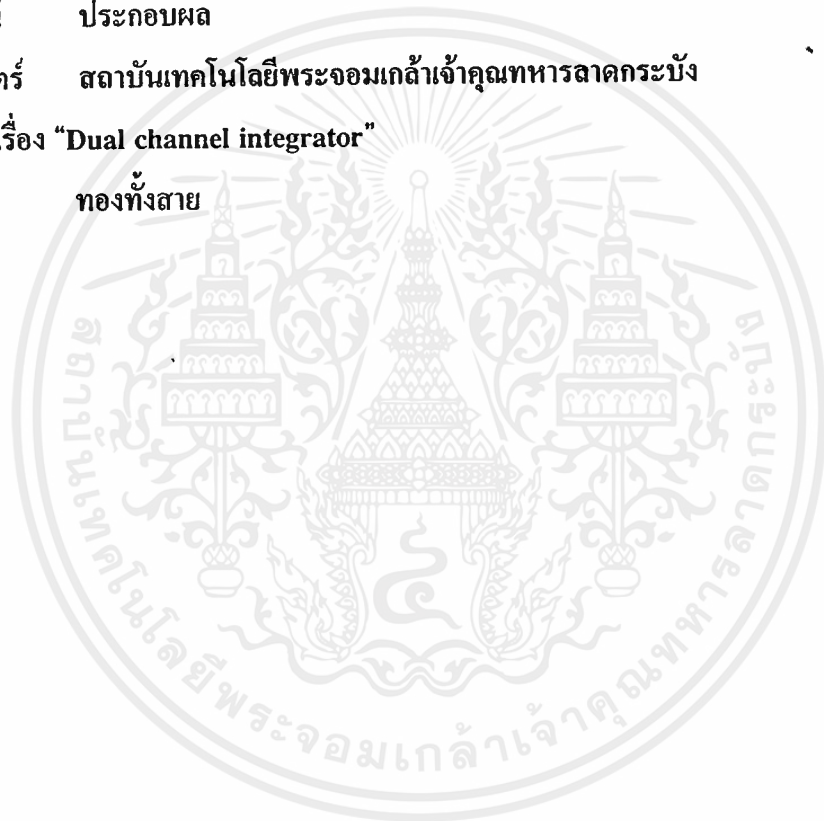 ประกอบผล
สถาบันเทคโนโลยีพระจอมเกล้าเจ้าคุณทหารลาดกระบัง
เรื่อง “Dual channel integrator”
ทองทั้งสาย
สถาบันเทคโนโลยีพระจอมเกล้าเจ้าคุณทหารลาดกระบัง